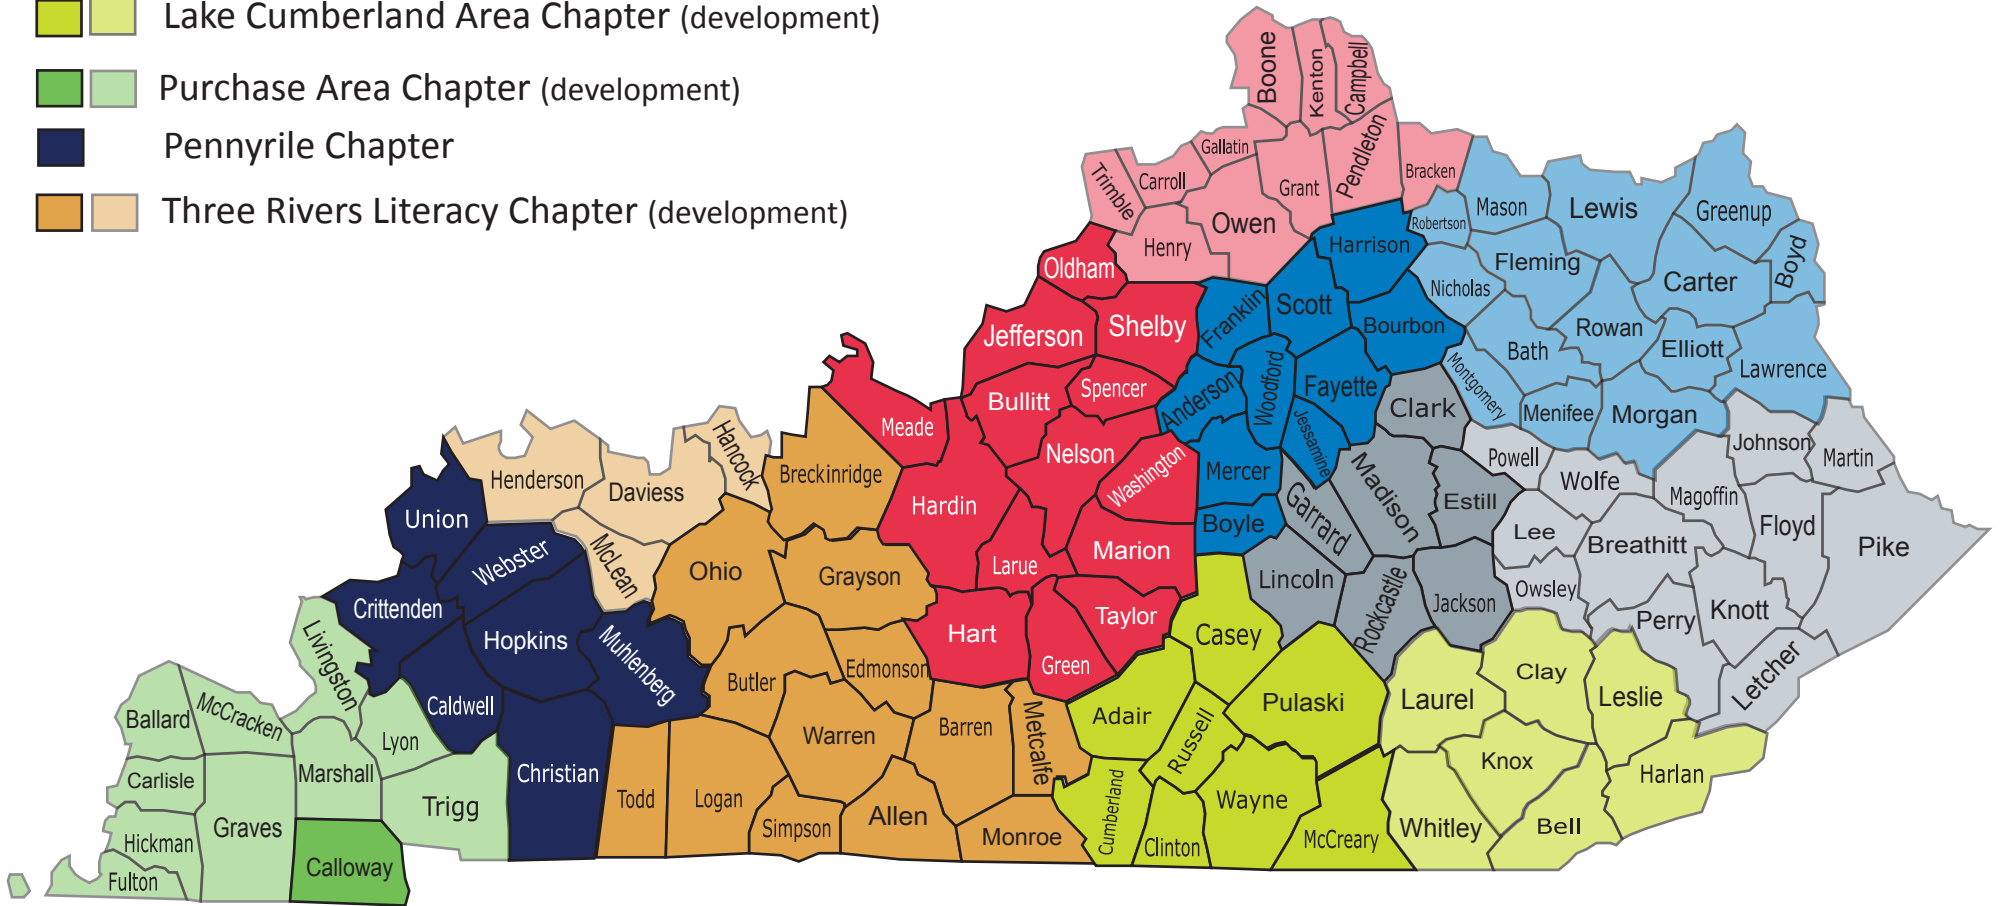 Lake Cumberland Area Chapter (development)
Purchase Area Chapter (development)
Pennyrile Chapter
Three Rivers Literacy Chapter (development)
Boone
Kenton
Campbell
Gallatin
Pendleton
Bracken
Trimble
Carroll
Grant
Owen
Henry
Mason
Lewis
Greenup
Robertson
Harrison
Fleming
Boyd
Oldham
Nicholas
Carter
Franklin
Scott
Bourbon
Jefferson
Shelby
Rowan
Bath
Elliott
Lawrence
Montgomery
Woodford
Fayette
Anderson
Spencer
Bullitt
Clark
Menifee
Morgan
Meade
Jessamine
Johnson
Martin
Nelson
Washington
Mercer
Powell
Wolfe
Magoffin
Hancock
Henderson
Daviess
Breckinridge
Hardin
Madison
Estill
Garrard
Union
Boyle
Lee
Breathitt
Floyd
Pike
Webster
McLean
Ohio
Grayson
Larue
Marion
Lincoln
Rockcastle
Jackson
Owsley
Crittenden
Hopkins
Muhlenberg
Hart
Taylor
Green
Casey
Perry
Knott
Livingston
Butler
Edmonson
Clay
Letcher
Caldwell
Ballard
McCracken
Lyon
Warren
Barren
Metcalfe
Adair
Russell
Pulaski
Laurel
Leslie
Carlisle
Marshall
Christian
Knox
Harlan
Trigg
Todd
Logan
Simpson
Allen
Monroe
Cumberland
Clinton
Wayne
McCreary
Whitley
Bell
Hickman
Graves
Calloway
Fulton